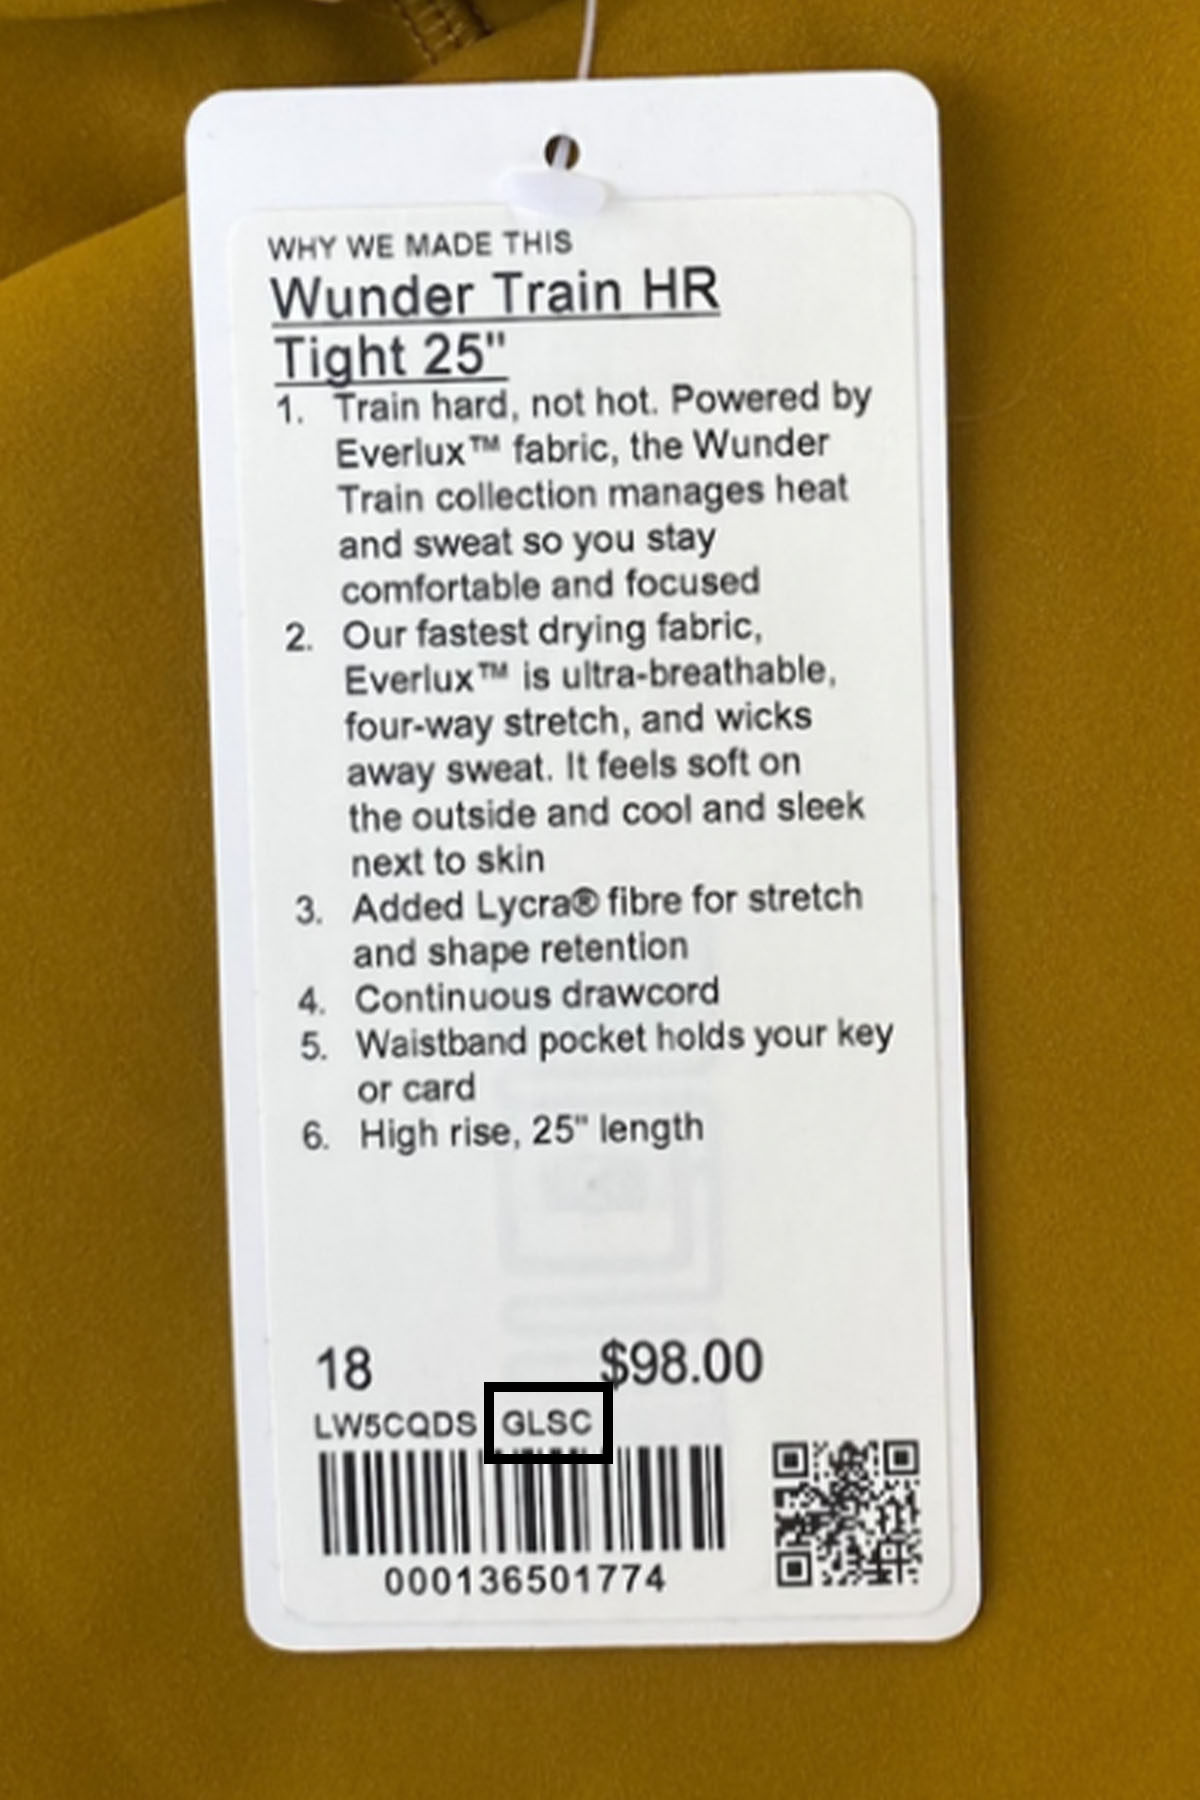 WHY WE MADE THIS
Wunder Train HR
Tight 25"
1. Train hard, not hot. Powered by
Everlux™ fabric, the Wunder
Train collection manages heat
and sweat so you stay
comfortable and focused
2. Our fastest drying fabric,
Everlux™ is ultra-breathable,
four-way stretch, and wicks
away sweat. It feels soft on
the outside and cool and sleek
next to skin
3. Added Lycra® fibre for stretch
and shape retention
4. Continuous drawcord
5. Waistband pocket holds your key
or card
6. High rise, 25" length
18 $98.00
LW5CQDS GLSC
000136501774